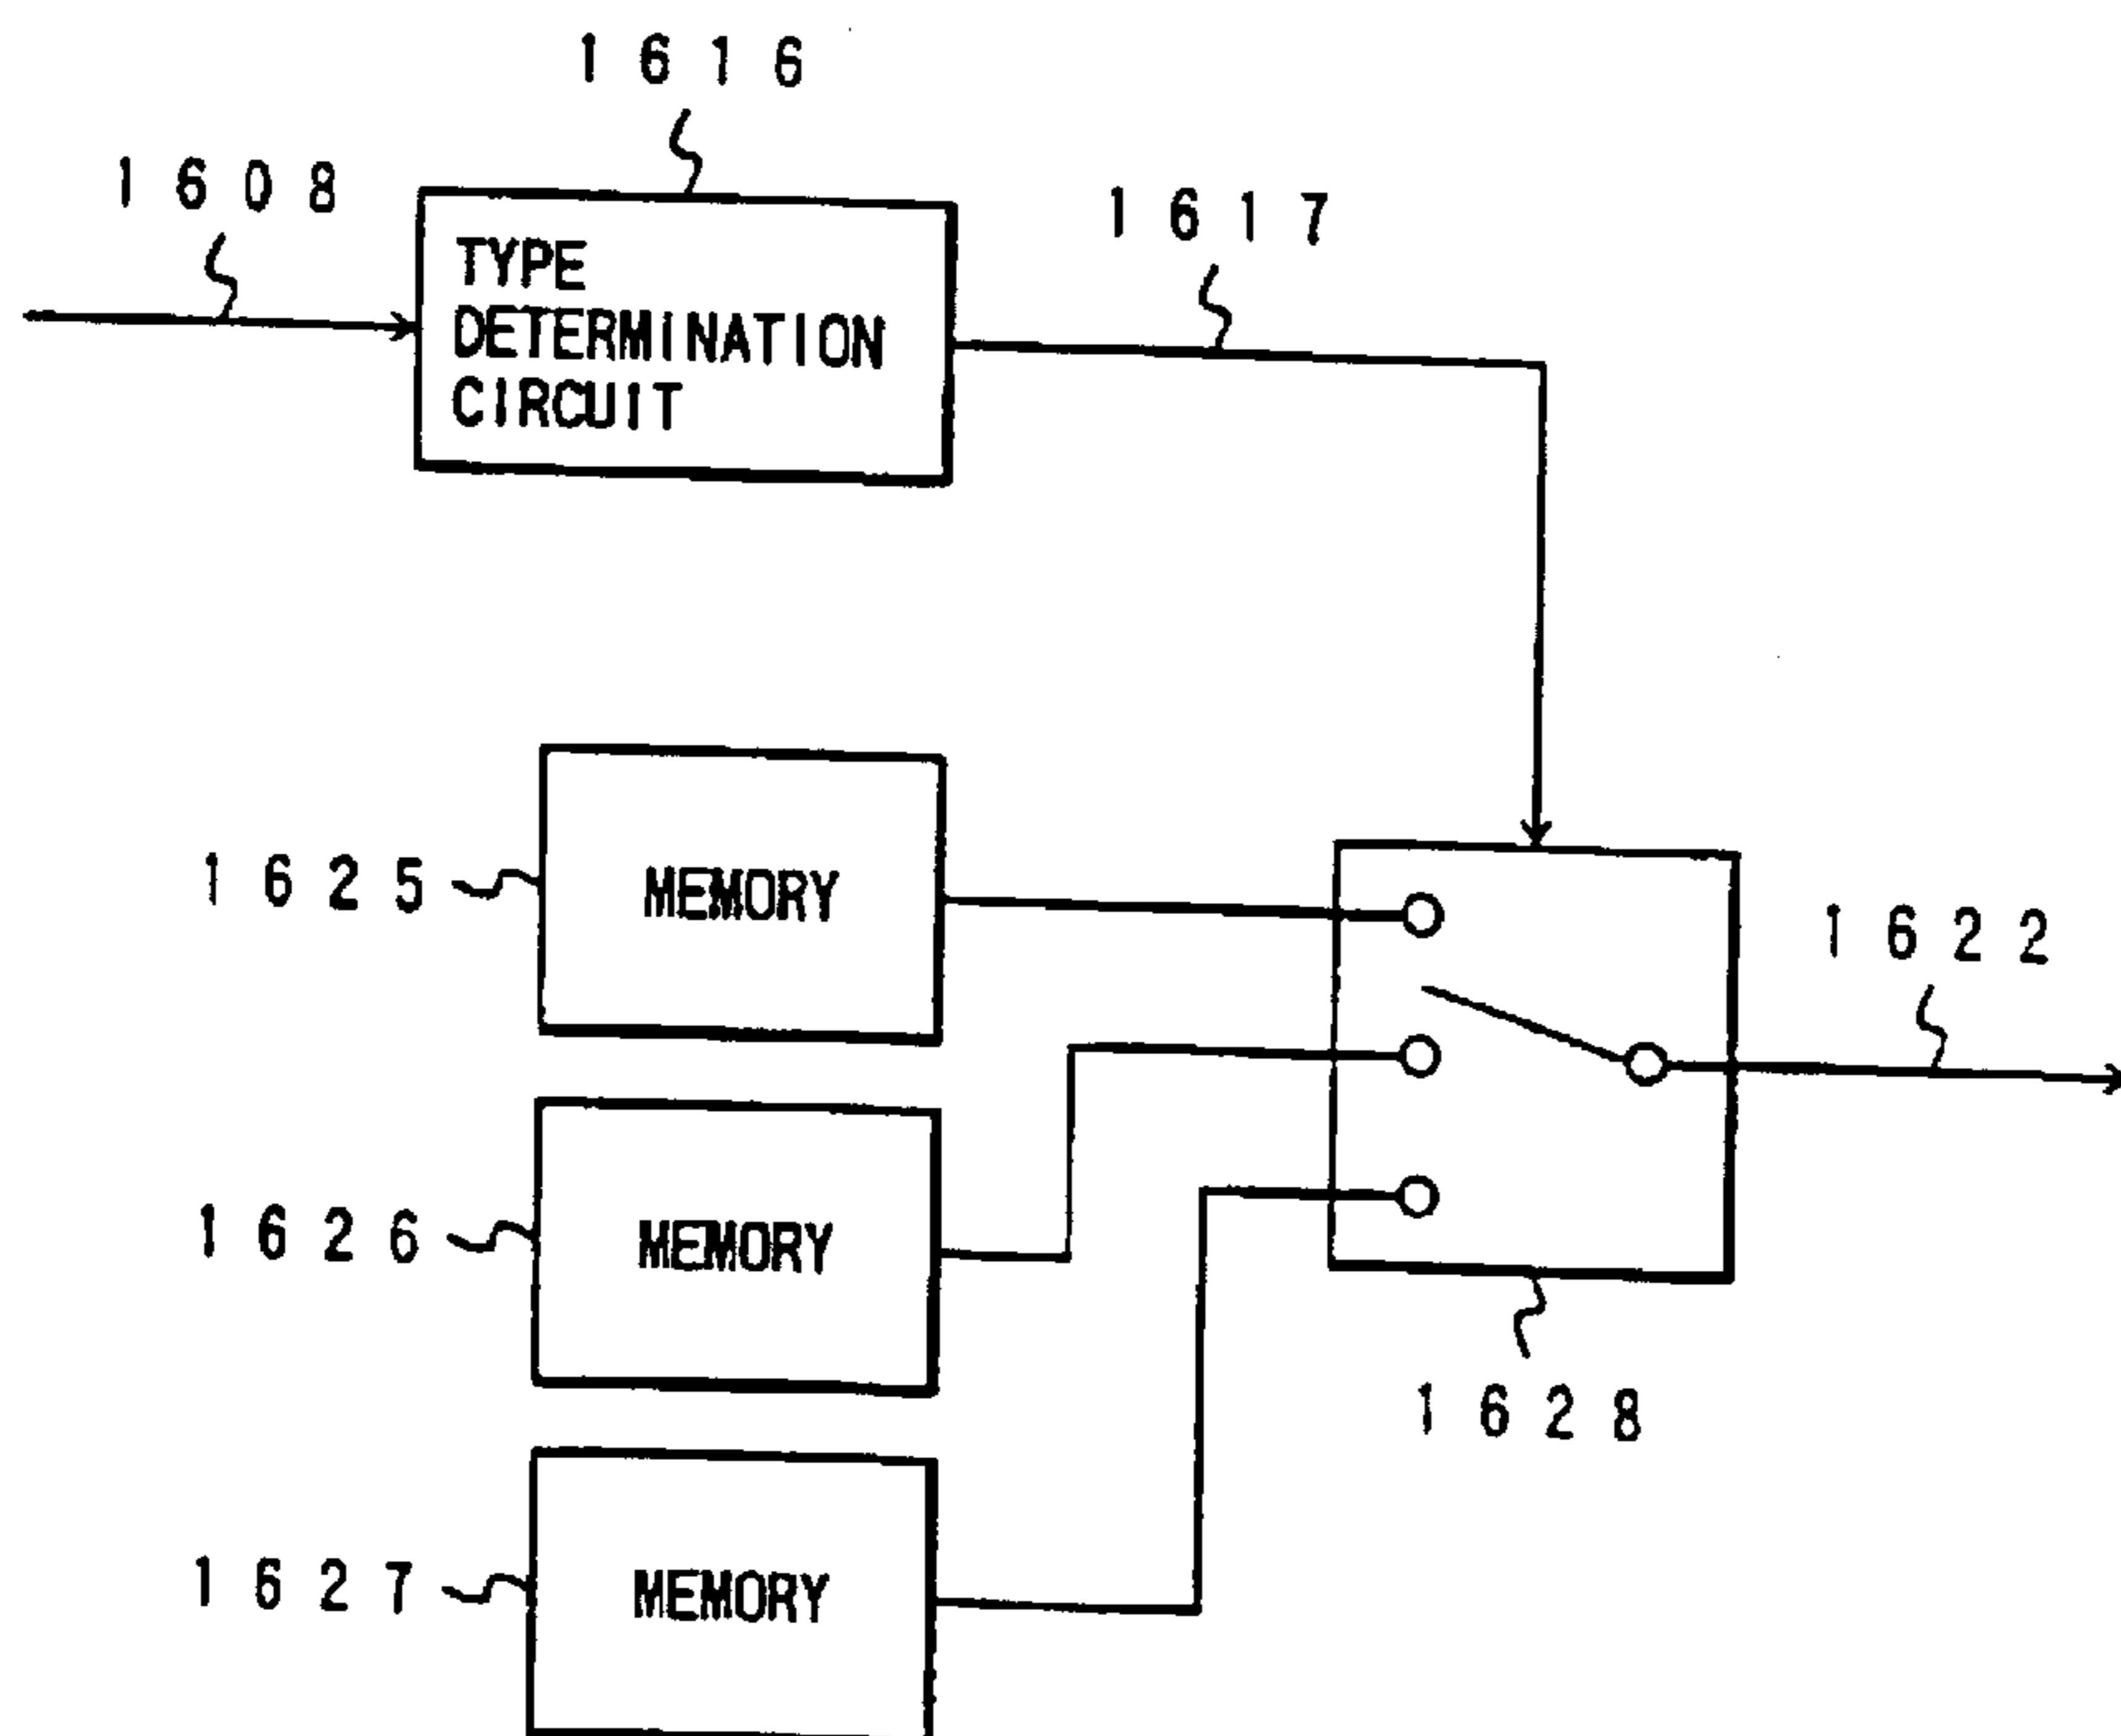 1616
1608
1617
TYPE
DETERMINATION
CIRCUIT
1625
MEMORY
1622
1626
MEMORY
1628
1627
MEMORY